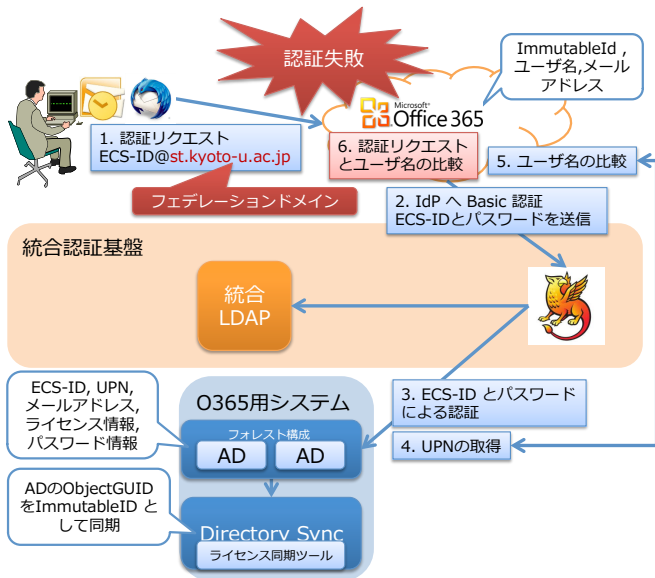 認証失敗
ImmutableId ,
ユーザ名,メール
アドレス
Microsoft®
Office 365
1. 認証リクエスト
ECS-ID@st.kyoto-u.ac.jp
6. 認証リクエスト
とユーザ名の比較
5. ユーザ名の比較
フェデレーションドメイン
2. IdP へ Basic 認証
ECS-IDとパスワードを送信
統合認証基盤
統合
LDAP
ECS-ID, UPN,
メールアドレス,
ライセンス情報,
パスワード情報
O365用システム
フォレスト構成
AD
AD
3. ECS-ID とパスワード
による認証
4. UPNの取得
ADのObjectGUID
をImmutableID と
して同期
Directory Sync
ライセンス同期ツール